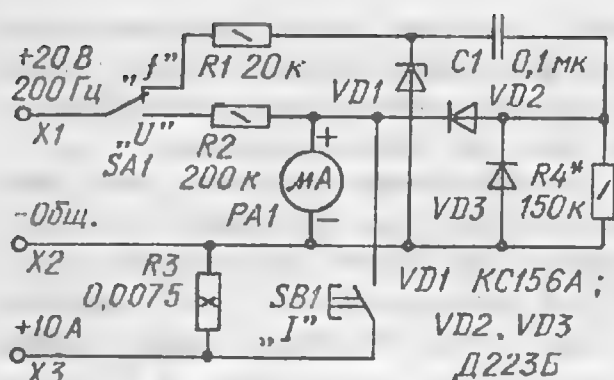 +20 В
200 Гц
X1
„f"
„U"
SA1
R1 20 к
R2
200 к
VD1
C1 0,1 мк
VD2
+
мА
−
PA1
VD3
R4*
150 к
-Общ.
X2
R3
0,0075
SB1
„I"
+10 А
X3
VD1 КС156А;
VD2, VD3
Д223Б